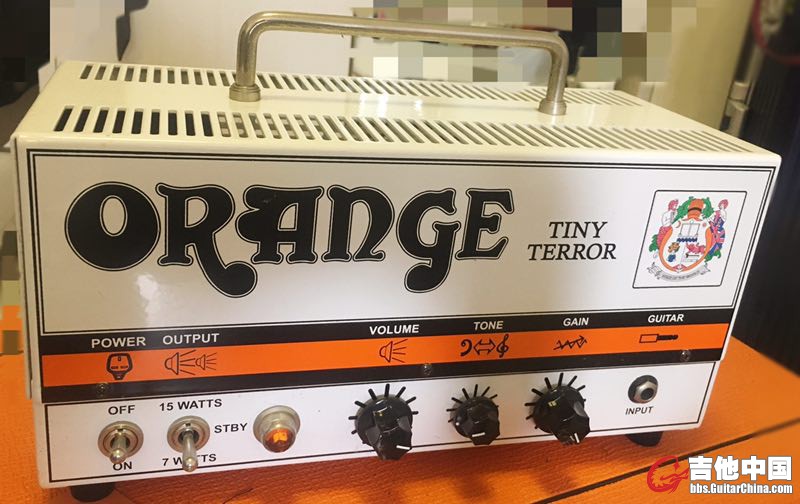 ORANGE
TINY
TERROR
POWER
OUTPUT
VOLUME
TONE
GAIN
GUITAR
OFF
ON
15 WATTS
STBY
7 WATTS
INPUT
吉他中国
bbs.GuitarChina.com